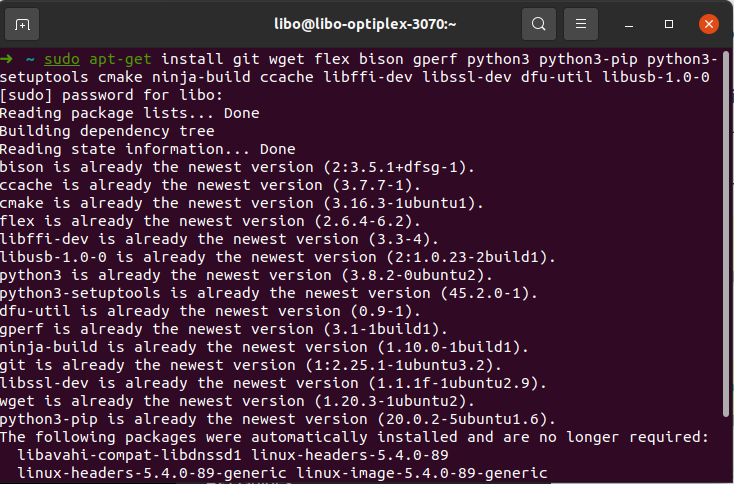 libo@libo-optiplex-3070:~
➜ ~ sudo apt-get install git wget flex bison gperf python3 python3-pip python3-
setuptools cmake ninja-build ccache libffi-dev libssl-dev dfu-util libusb-1.0-0
[sudo] password for libo:
Reading package lists... Done
Building dependency tree
Reading state information... Done
bison is already the newest version (2:3.5.1+dfsg-1).
ccache is already the newest version (3.7.7-1).
cmake is already the newest version (3.16.3-1ubuntu1).
flex is already the newest version (2.6.4-6.2).
libffi-dev is already the newest version (3.3-4).
libusb-1.0-0 is already the newest version (2:1.0.23-2build1).
python3 is already the newest version (3.8.2-0ubuntu2).
python3-setuptools is already the newest version (45.2.0-1).
dfu-util is already the newest version (0.9-1).
gperf is already the newest version (3.1-1build1).
ninja-build is already the newest version (1.10.0-1build1).
git is already the newest version (1:2.25.1-1ubuntu3.2).
libssl-dev is already the newest version (1.1.1f-1ubuntu2.9).
wget is already the newest version (1.20.3-1ubuntu2).
python3-pip is already the newest version (20.0.2-5ubuntu1.6).
The following packages were automatically installed and are no longer required:
  libavahi-compat-libdnssd1 linux-headers-5.4.0-89
  linux-headers-5.4.0-89-generic linux-image-5.4.0-89-generic